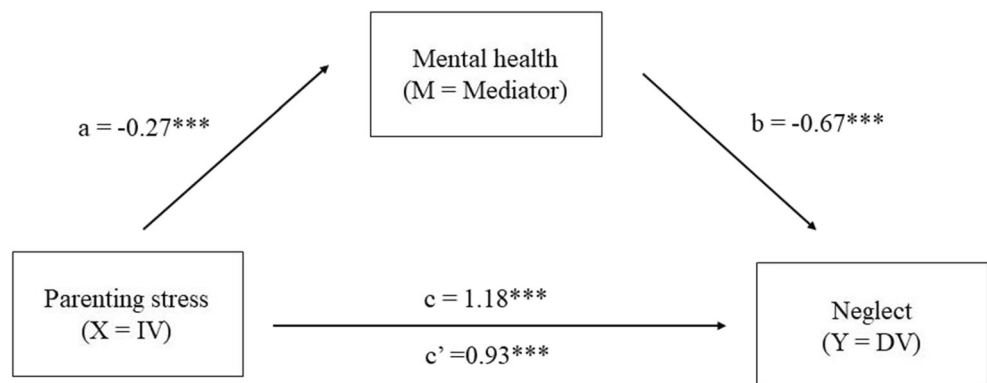 Mental health
(M = Mediator)
a = -0.27***
b = -0.67***
Parenting stress
(X = IV)
c = 1.18***
c’ =0.93***
Neglect
(Y = DV)